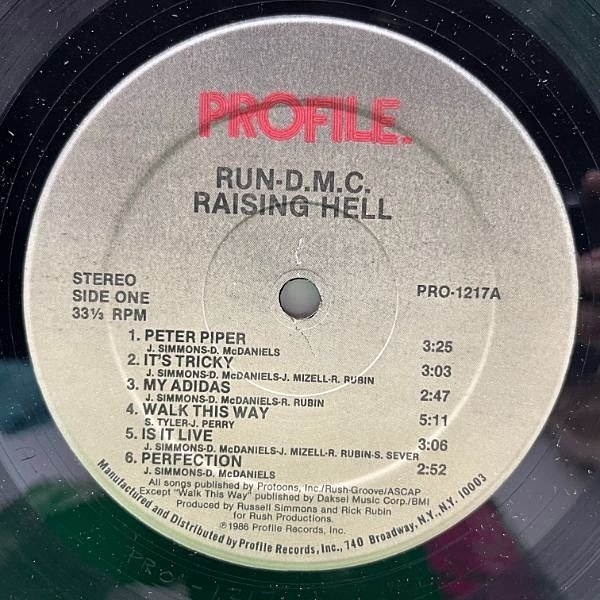 PROFILE
RUN-D.M.C.
RAISING HELL
STEREO
SIDE ONE
33⅓ RPM
PRO-1217A
1. PETER PIPER 3:25
J. SIMMONS-D. McDANIELS
2. IT'S TRICKY 3:03
J. SIMMONS-D. McDANIELS-J. MIZELL-R. RUBIN
3. MY ADIDAS 2:47
J. SIMMONS-D. McDANIELS-R. RUBIN
4. WALK THIS WAY 5:11
S. TYLER-J. PERRY
5. IS IT LIVE 3:06
J. SIMMONS-D. McDANIELS-J. MIZELL-R. RUBIN-S. SEVER
6. PERFECTION 2:52
J. SIMMONS-D. McDANIELS
All songs published by Protoons, Inc./Rush-Groove/ASCAP
Except "Walk This Way" published by Daksel Music Corp./BMI
Produced by Russell Simmons and Rick Rubin
for Rush Productions.
℗1986 Profile Records, Inc.
Manufactured and Distributed by Profile Records, Inc., 740 Broadway, N.Y., N.Y. 10003